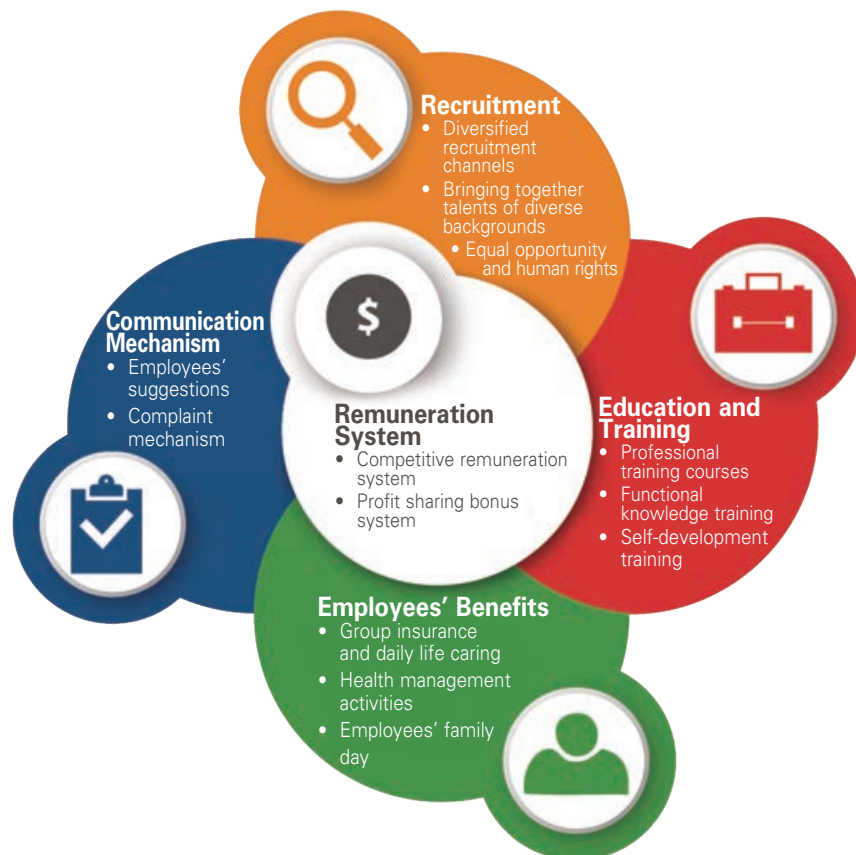 Recruitment
• Diversified
recruitment
channels
• Bringing together
talents of diverse
backgrounds
• Equal opportunity
and human rights
Communication
Mechanism
• Employees’
suggestions
• Complaint
mechanism
$
Remuneration
System
• Competitive remuneration
system
• Profit sharing bonus
system
Education and
Training
• Professional
training courses
• Functional
knowledge training
• Self-development
training
Employees’ Benefits
• Group insurance
and daily life caring
• Health management
activities
• Employees’ family
day